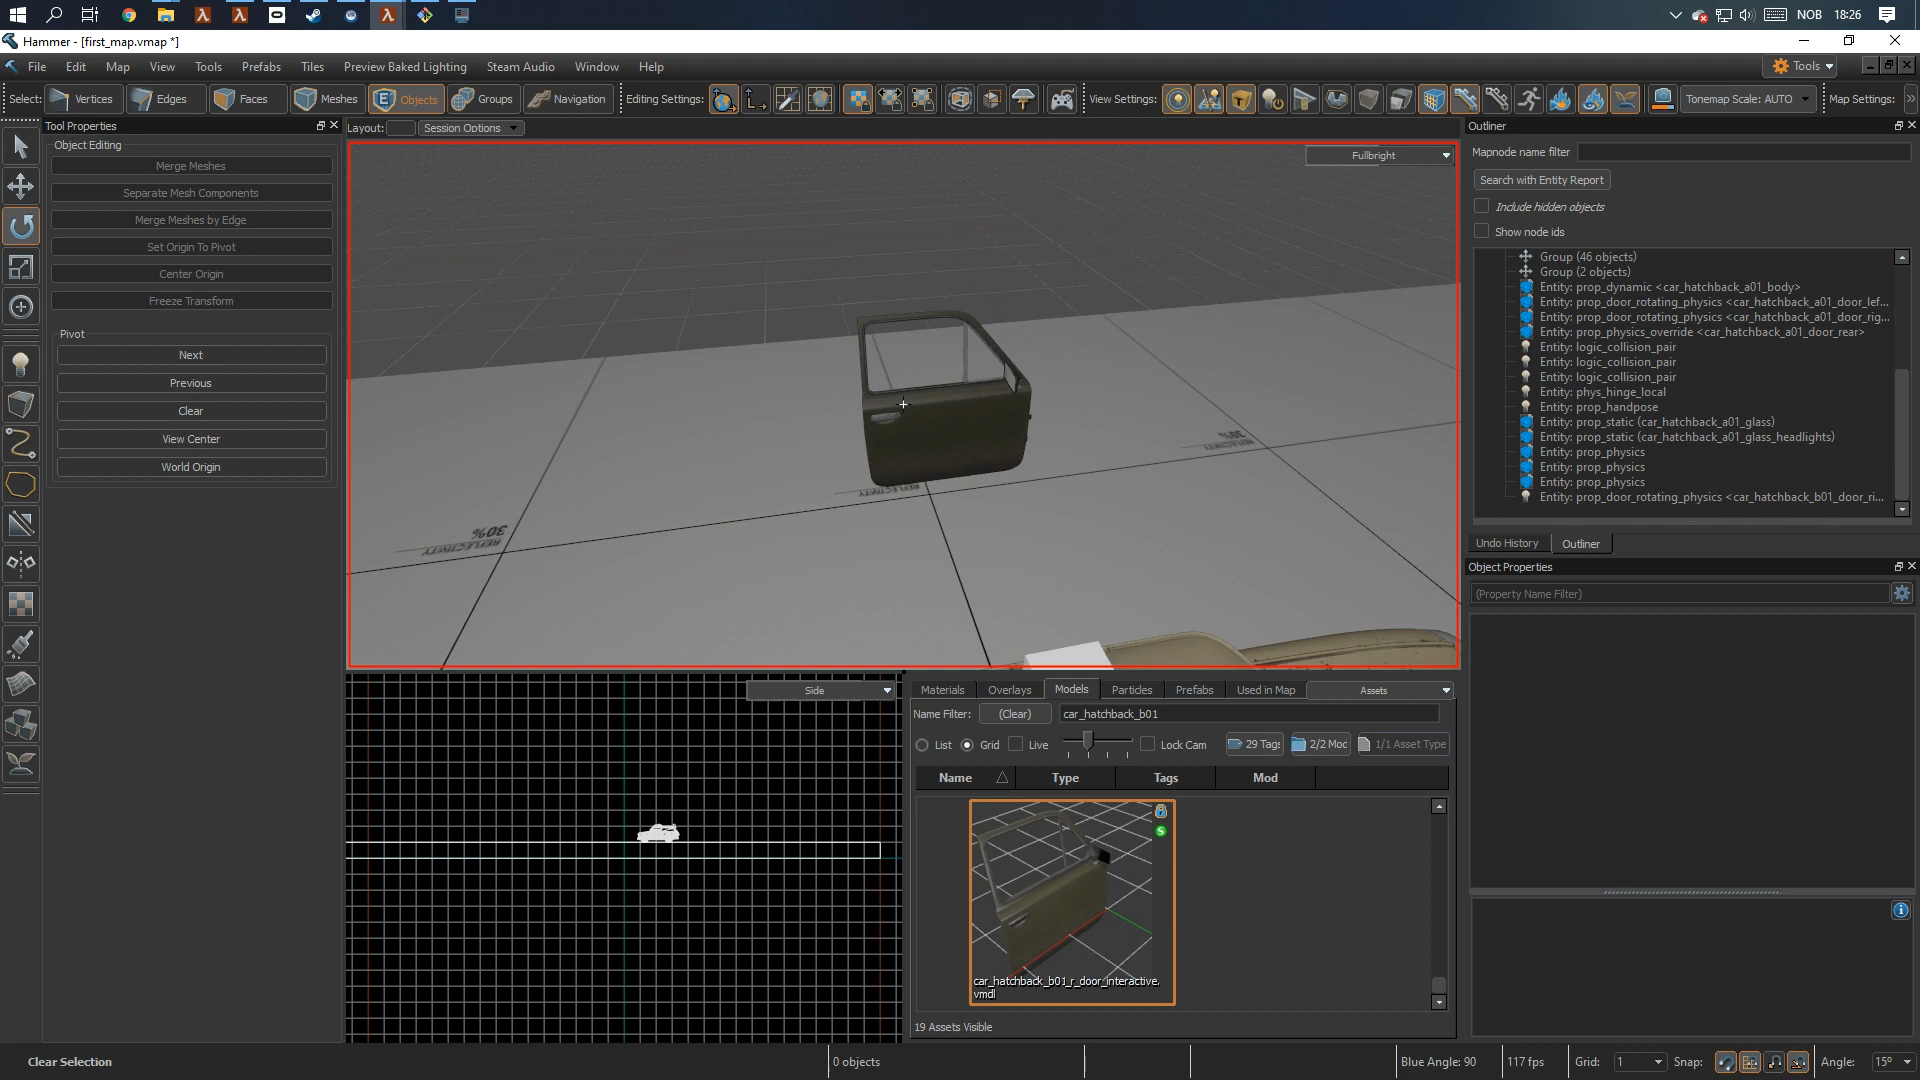 NOB
18:26
Hammer - [first_map.vmap *]
File Edit Map View Tools Prefabs Tiles Preview Baked Lighting Steam Audio Window Help
Tools
Select: Vertices Edges Faces Meshes Objects Groups Navigation Editing Settings: View Settings: Tonemap Scale: AUTO Map Settings:
Tool Properties
Object Editing
Merge Meshes
Separate Mesh Components
Merge Meshes by Edge
Set Origin To Pivot
Center Origin
Freeze Transform
Pivot
Next
Previous
Clear
View Center
World Origin
Layout: Session Options
Fullbright
30%
REFLECTIVITY
REFLECTIVITY
30%
REFLECTIVITY
Side
Outliner
Mapnode name filter
Search with Entity Report
Include hidden objects
Show node ids
Group (46 objects)
Group (2 objects)
Entity: prop_dynamic <car_hatchback_a01_body>
Entity: prop_door_rotating_physics <car_hatchback_a01_door_lef...
Entity: prop_door_rotating_physics <car_hatchback_a01_door_rig...
Entity: prop_physics_override <car_hatchback_a01_door_rear>
Entity: logic_collision_pair
Entity: logic_collision_pair
Entity: logic_collision_pair
Entity: phys_hinge_local
Entity: prop_handpose
Entity: prop_static (car_hatchback_a01_glass)
Entity: prop_static (car_hatchback_a01_glass_headlights)
Entity: prop_physics
Entity: prop_physics
Entity: prop_physics
Entity: prop_door_rotating_physics <car_hatchback_b01_door_ri...
Undo History Outliner
Object Properties
(Property Name Filter)
Materials Overlays Models Particles Prefabs Used in Map Assets
Name Filter: (Clear) car_hatchback_b01
List Grid Live Lock Cam 29 Tags 2/2 Mod 1/1 Asset Type
Name Type Tags Mod
S
car_hatchback_b01_r_door_interactive.
vmdl
19 Assets Visible
Clear Selection
0 objects
Blue Angle: 90
117 fps
Grid: 1
Snap:
Angle: 15°